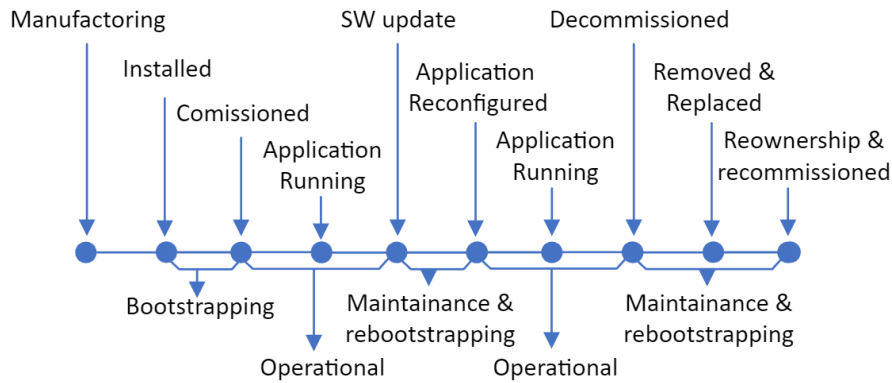 Manufactoring
SW update
Decommissioned
Installed
Application
Reconfigured
Removed &
Replaced
Comissioned
Application
Running
Application
Running
Reownership &
recommissioned
Bootstrapping
Maintainance &
rebootstrapping
Maintainance &
rebootstrapping
Operational
Operational